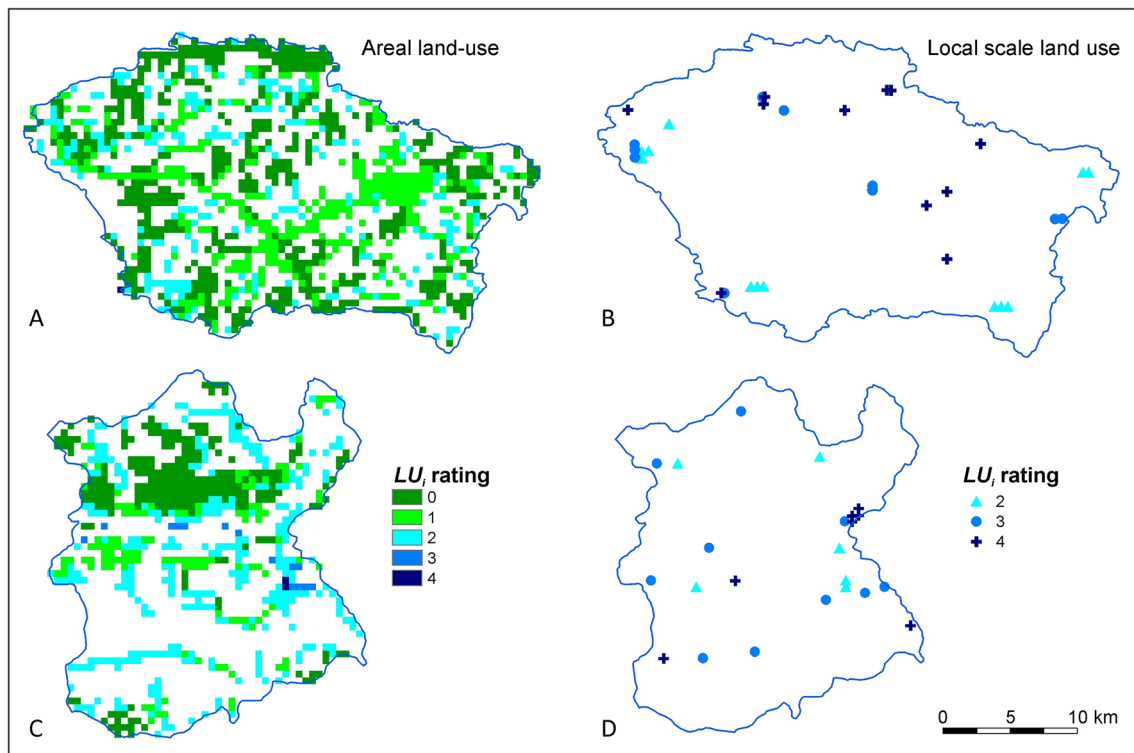 Areal land-use
Local scale land use
A
B
LUi rating
0
1
2
3
4
LUi rating
2
3
4
C
D
0 5 10 km